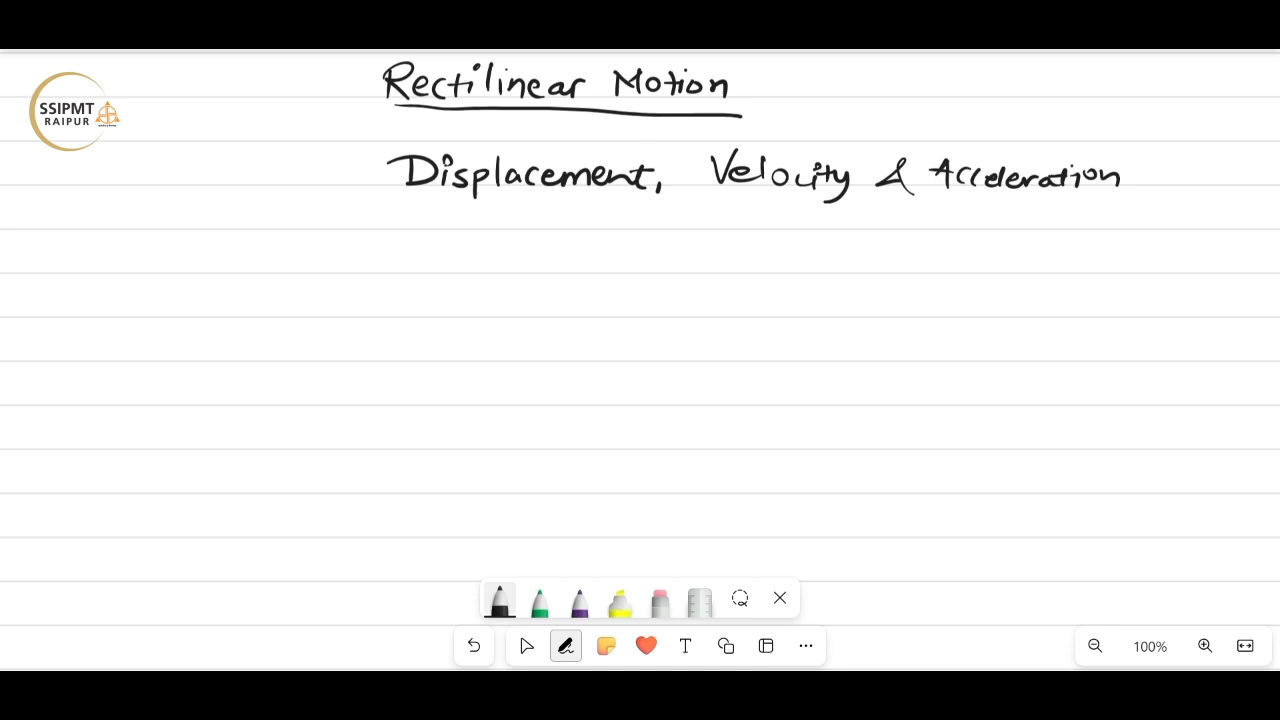 Rectilinear Motion
SSIPMT
RAIPUR
Displacement, Velocity & Acceleration
T
100%